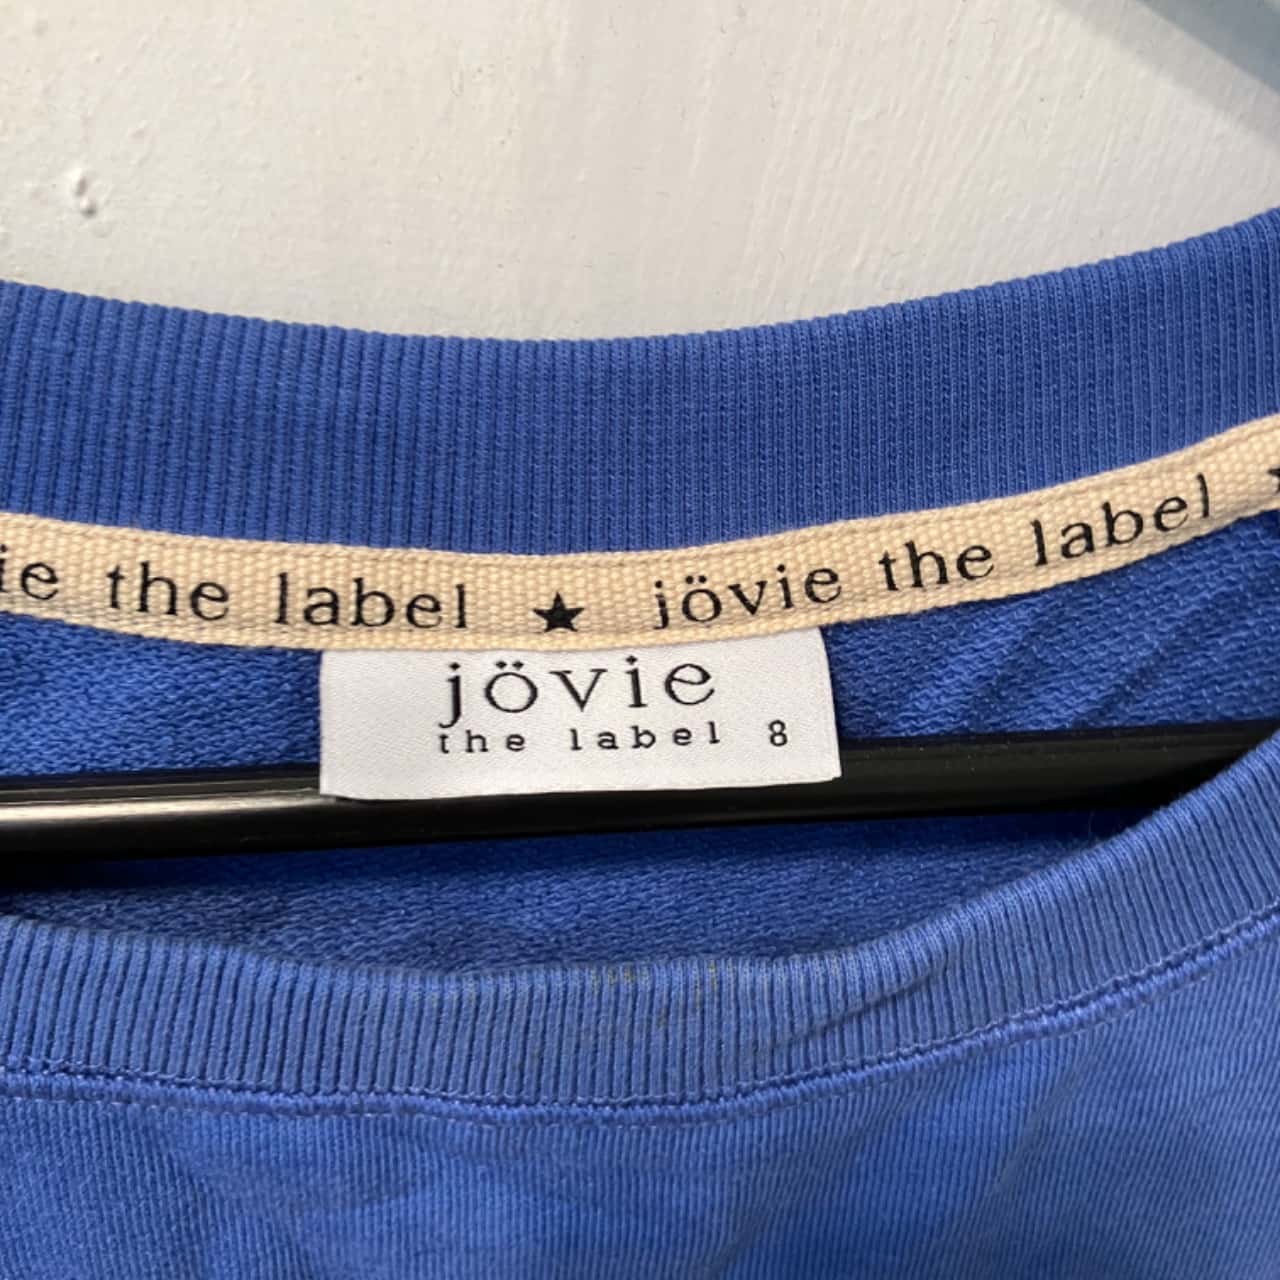 ie the label ★ jövie the label ★
jövie
the label 8